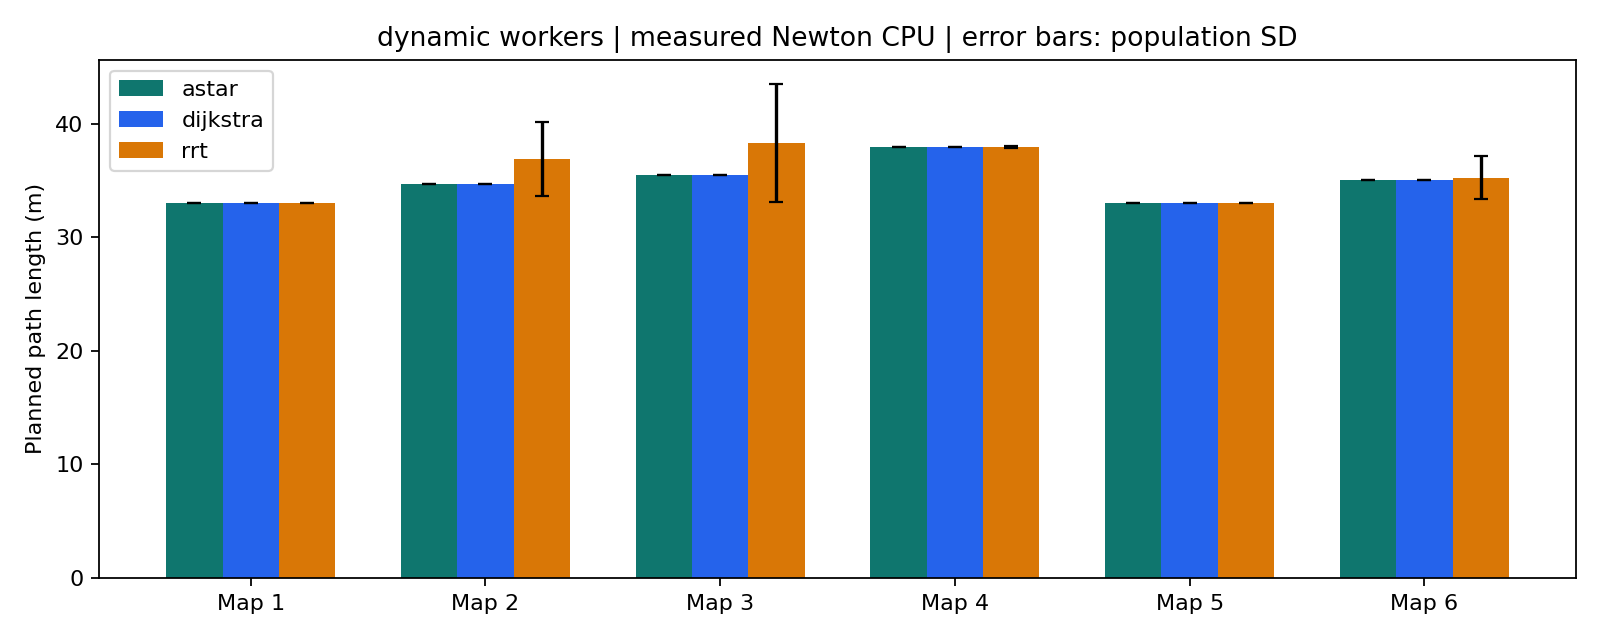 dynamic workers | measured Newton CPU | error bars: population SD
astar
dijkstra
rrt
Planned path length (m)
40
30
20
10
0
Map 1
Map 2
Map 3
Map 4
Map 5
Map 6